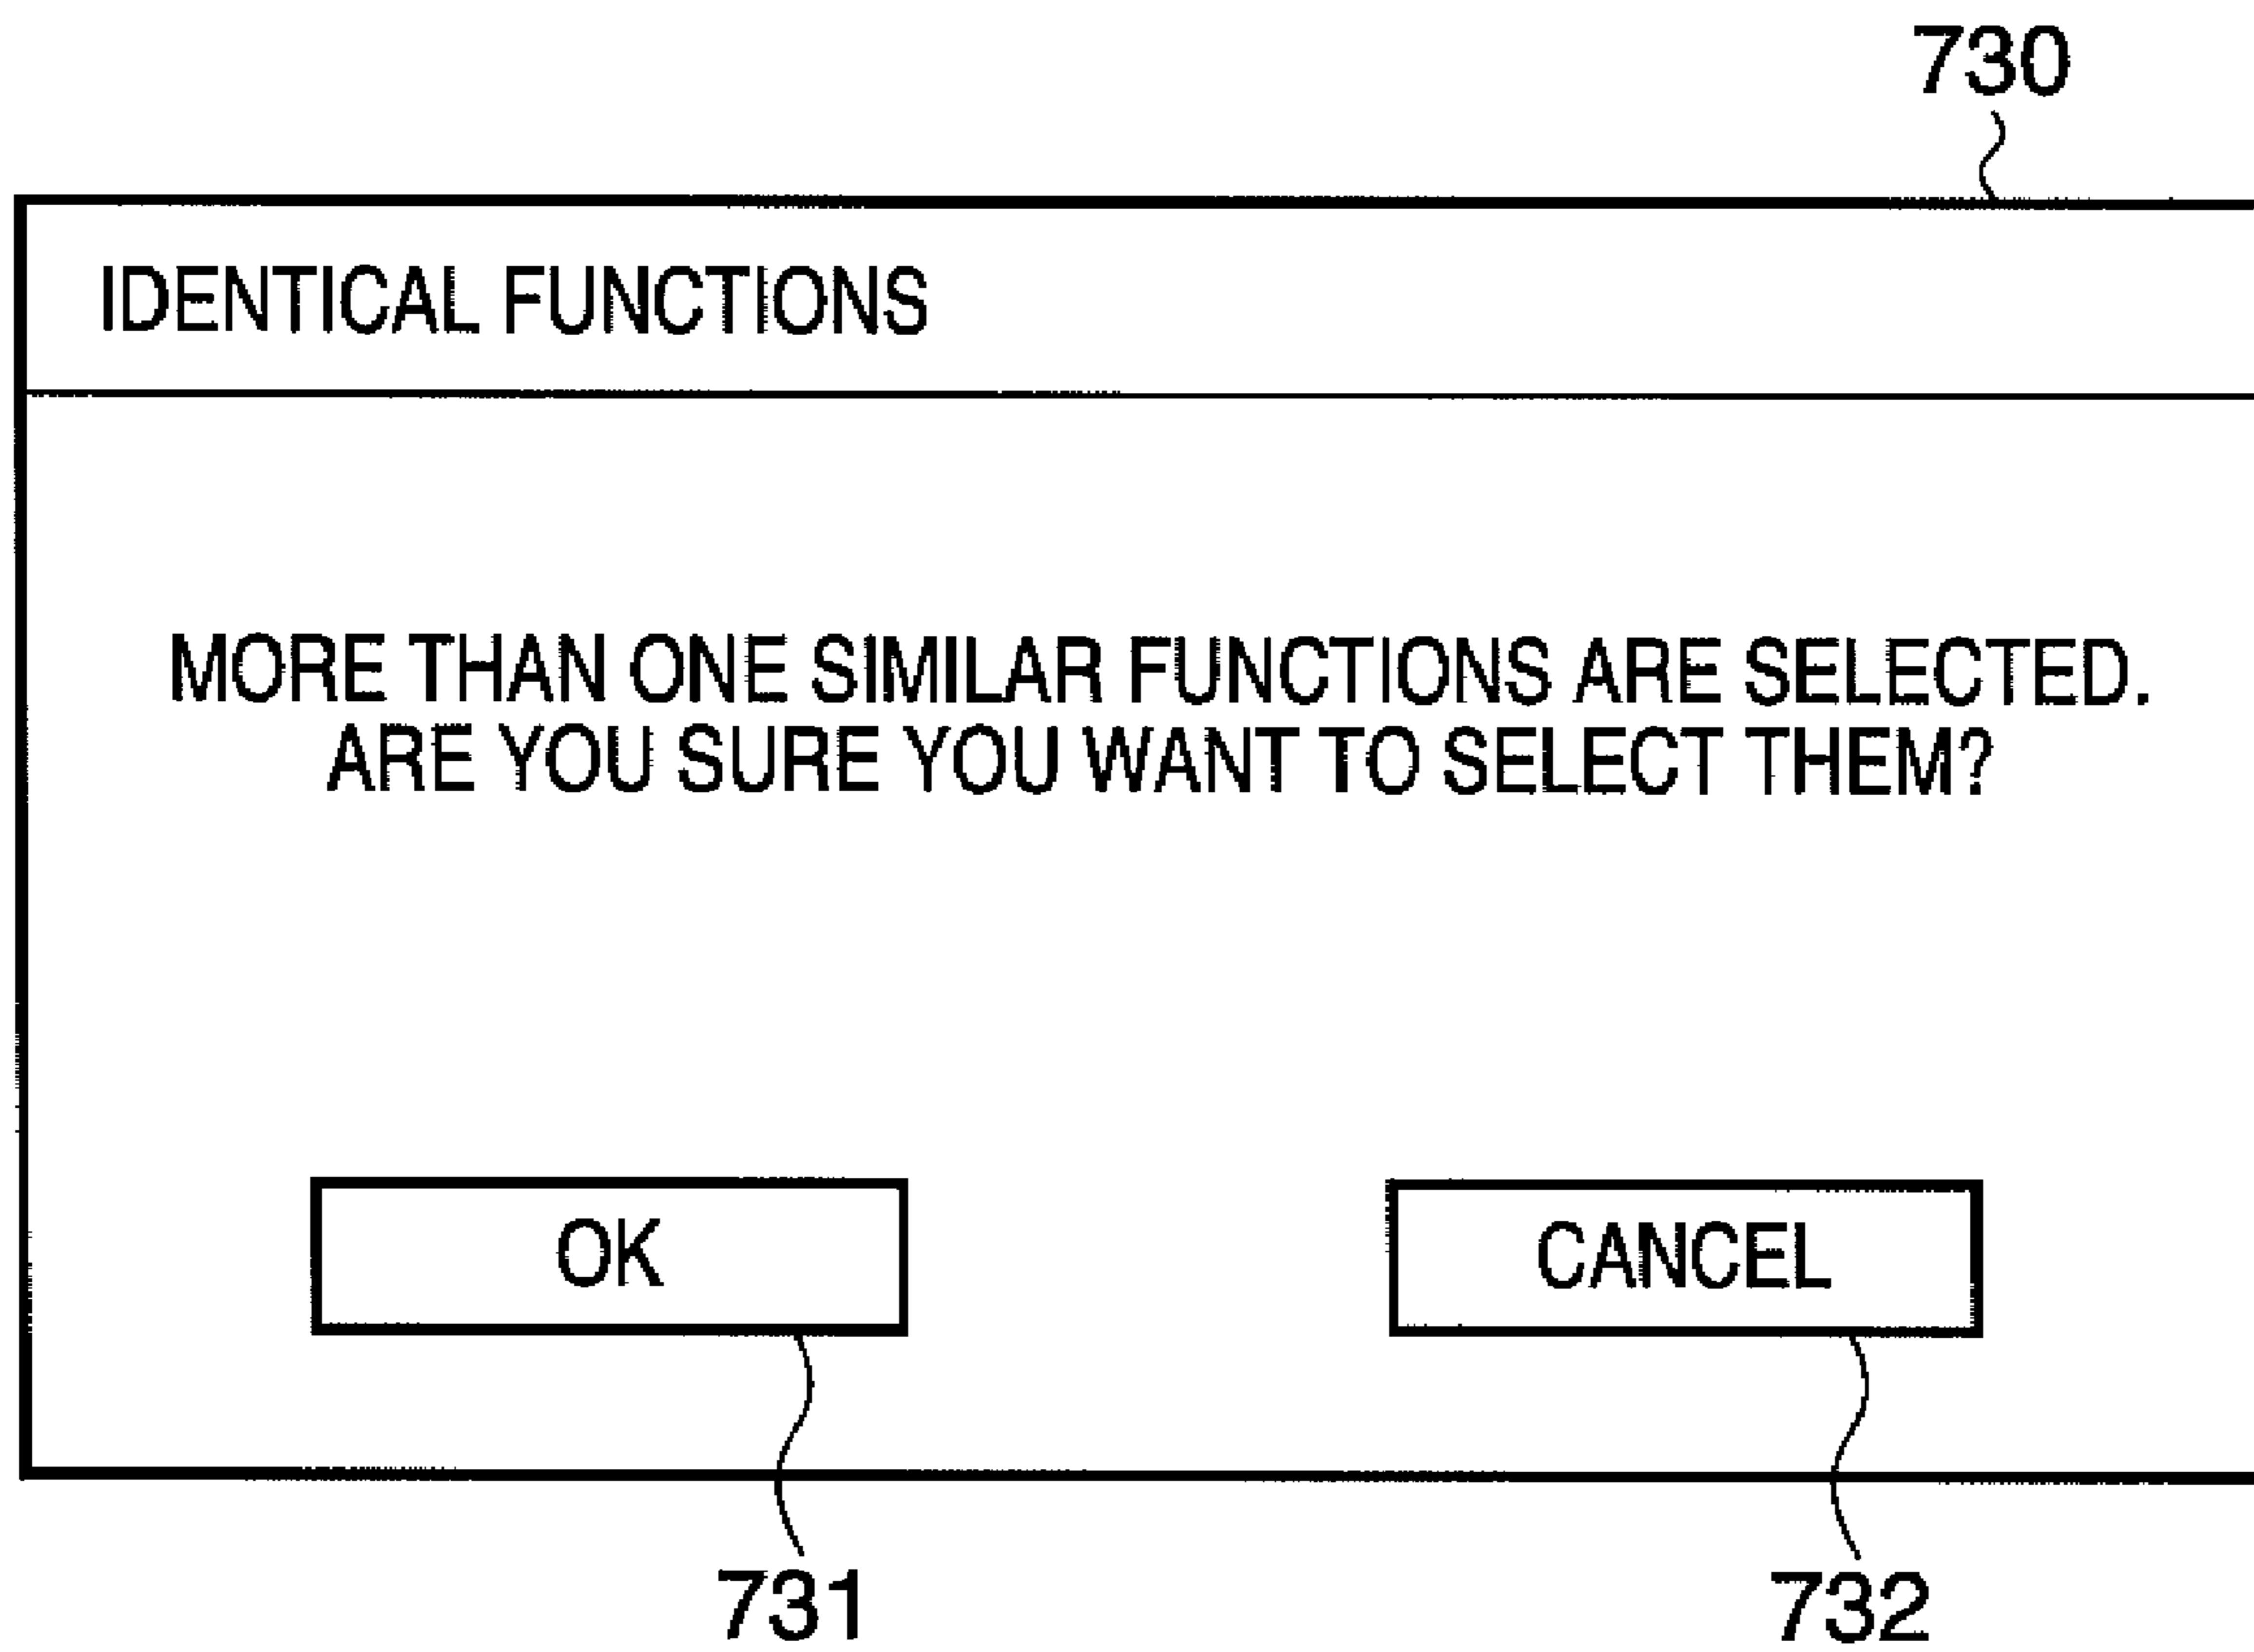 730
IDENTICAL FUNCTIONS
MORE THAN ONE SIMILAR FUNCTIONS ARE SELECTED.
ARE YOU SURE YOU WANT TO SELECT THEM?
OK
CANCEL
731
732